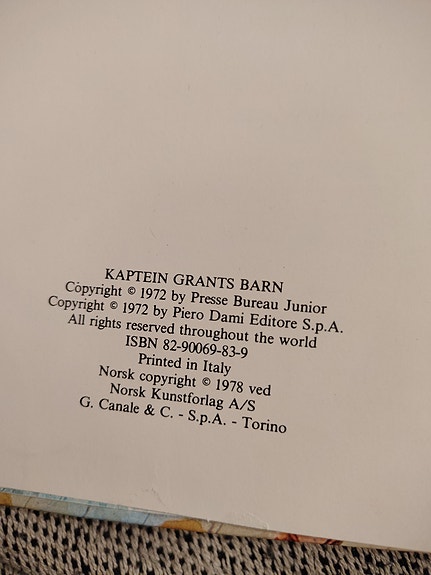 KAPTEIN GRANTS BARN
Copyright © 1972 by Presse Bureau Junior
Copyright © 1972 by Piero Dami Editore S.p.A.
All rights reserved throughout the world
ISBN 82-90069-83-9
Printed in Italy
Norsk copyright © 1978 ved
Norsk Kunstforlag A/S
G. Canale & C. - S.p.A. - Torino